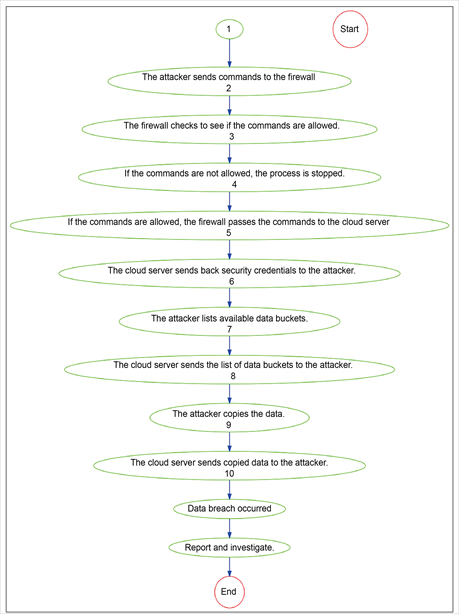 1
Start
The attacker sends commands to the firewall
2
The firewall checks to see if the commands are allowed.
3
If the commands are not allowed, the process is stopped.
4
If the commands are allowed, the firewall passes the commands to the cloud server
5
The cloud server sends back security credentials to the attacker.
6
The attacker lists available data buckets.
7
The cloud server sends the list of data buckets to the attacker.
8
The attacker copies the data.
9
The cloud server sends copied data to the attacker.
10
Data breach occurred
Report and investigate.
End